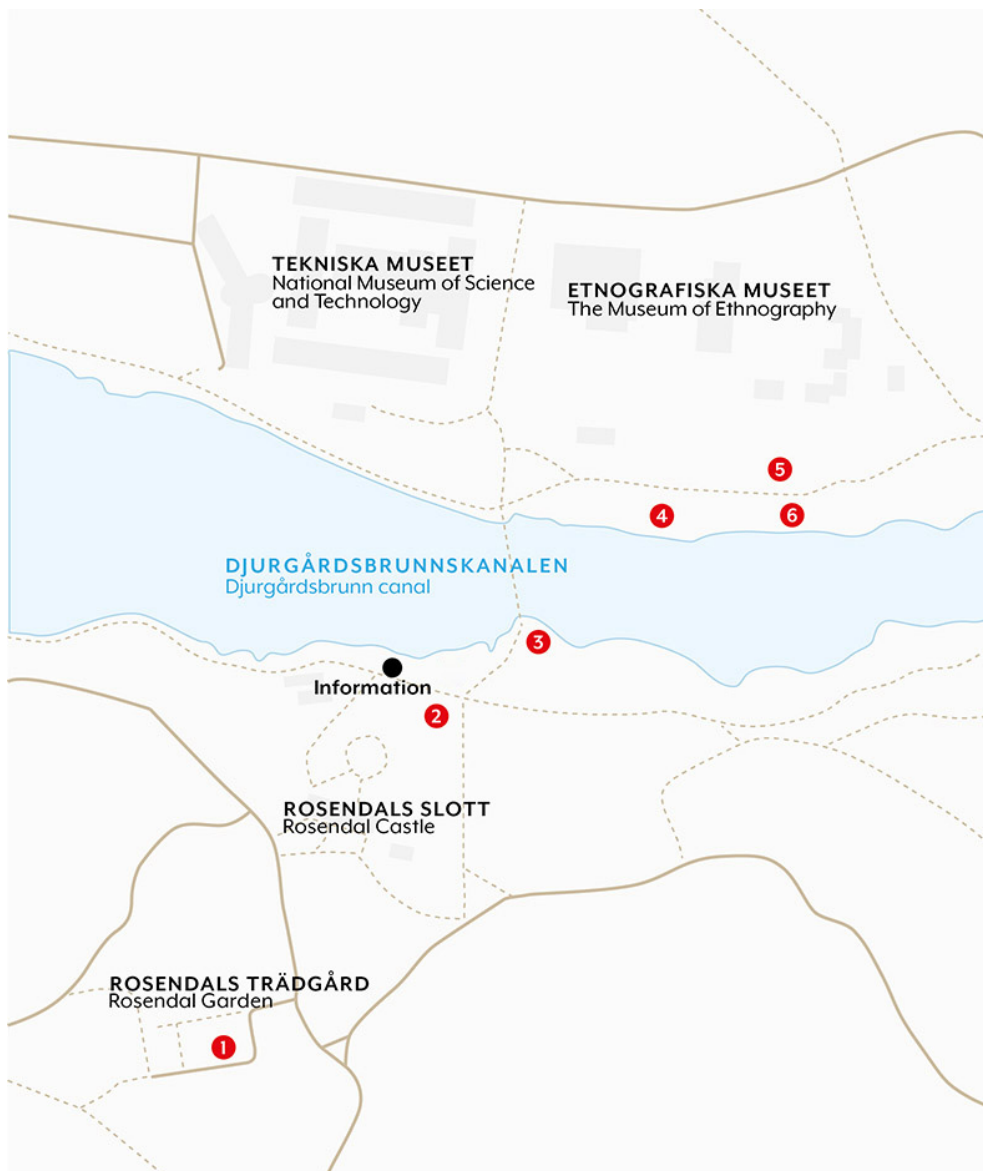 TEKNISKA MUSEET
National Museum of Science
and Technology
ETNOGRAFISKA MUSEET
The Museum of Ethnography
5
4
6
DJURGÅRDSBRUNNSKANALEN
Djurgårdsbrunn canal
3
Information
2
ROSENDALS SLOTT
Rosendal Castle
ROSENDALS TRÄDGÅRD
Rosendal Garden
1